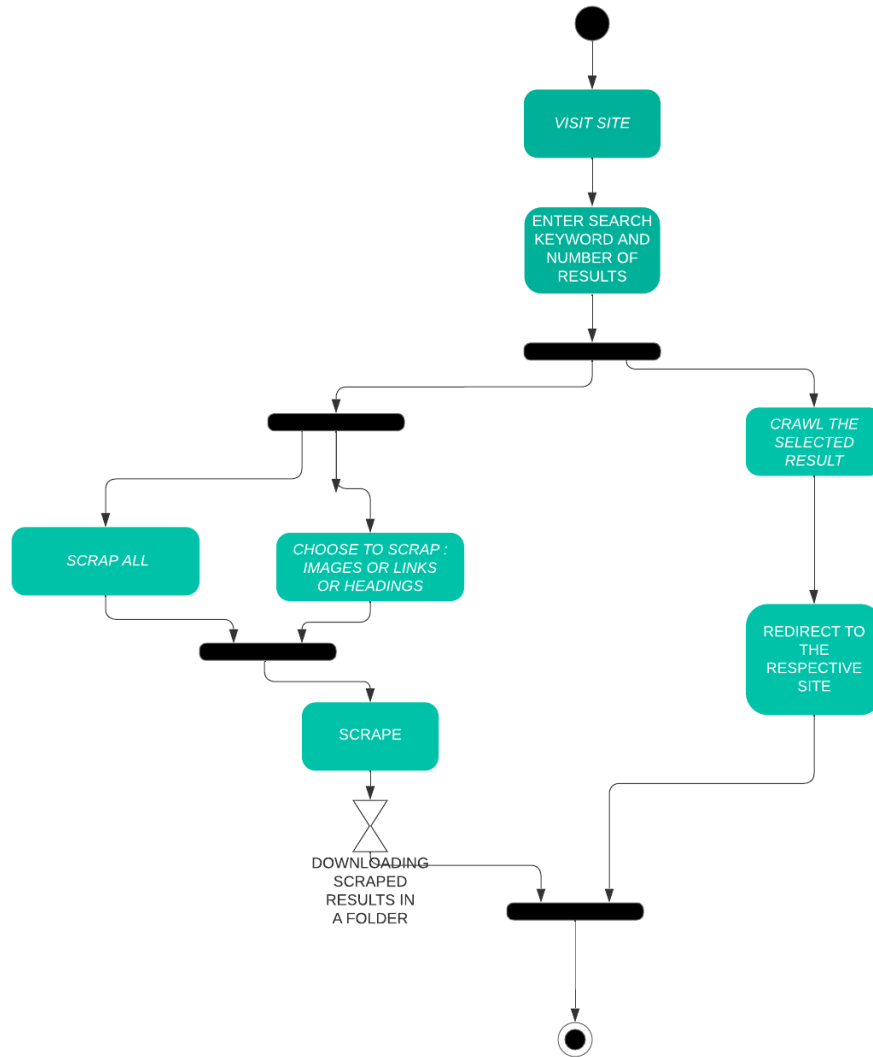 VISIT SITE
ENTER SEARCH
KEYWORD AND
NUMBER OF
RESULTS
CRAWL THE
SELECTED
RESULT
SCRAP ALL
CHOOSE TO SCRAP :
IMAGES OR LINKS
OR HEADINGS
REDIRECT TO
THE
RESPECTIVE
SITE
SCRAPE
DOWNLOADING
SCRAPED
RESULTS IN
A FOLDER